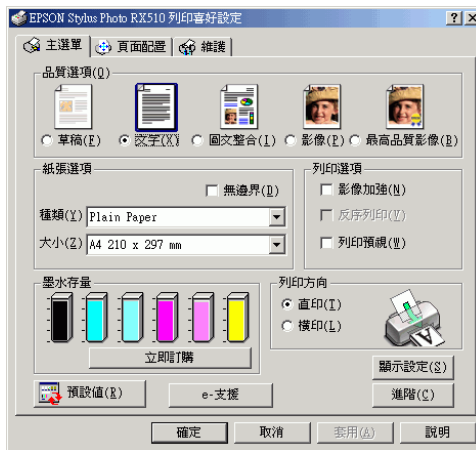 EPSON Stylus Photo RX510 列印喜好設定
主選單 頁面配置 維護
品質選項(Q)
草稿(F) 文字(X) 圖文整合(I) 影像(P) 最高品質影像(B)
紙張選項
無邊界(D)
種類(Y) Plain Paper
大小(Z) A4 210 x 297 mm
列印選項
影像加強(N)
反序列印(V)
列印預視(W)
墨水存量
立即訂購
列印方向
直印(T)
橫印(L)
顯示設定(S)
預設值(R) e-支援 進階(C)
確定 取消 套用(A) 說明